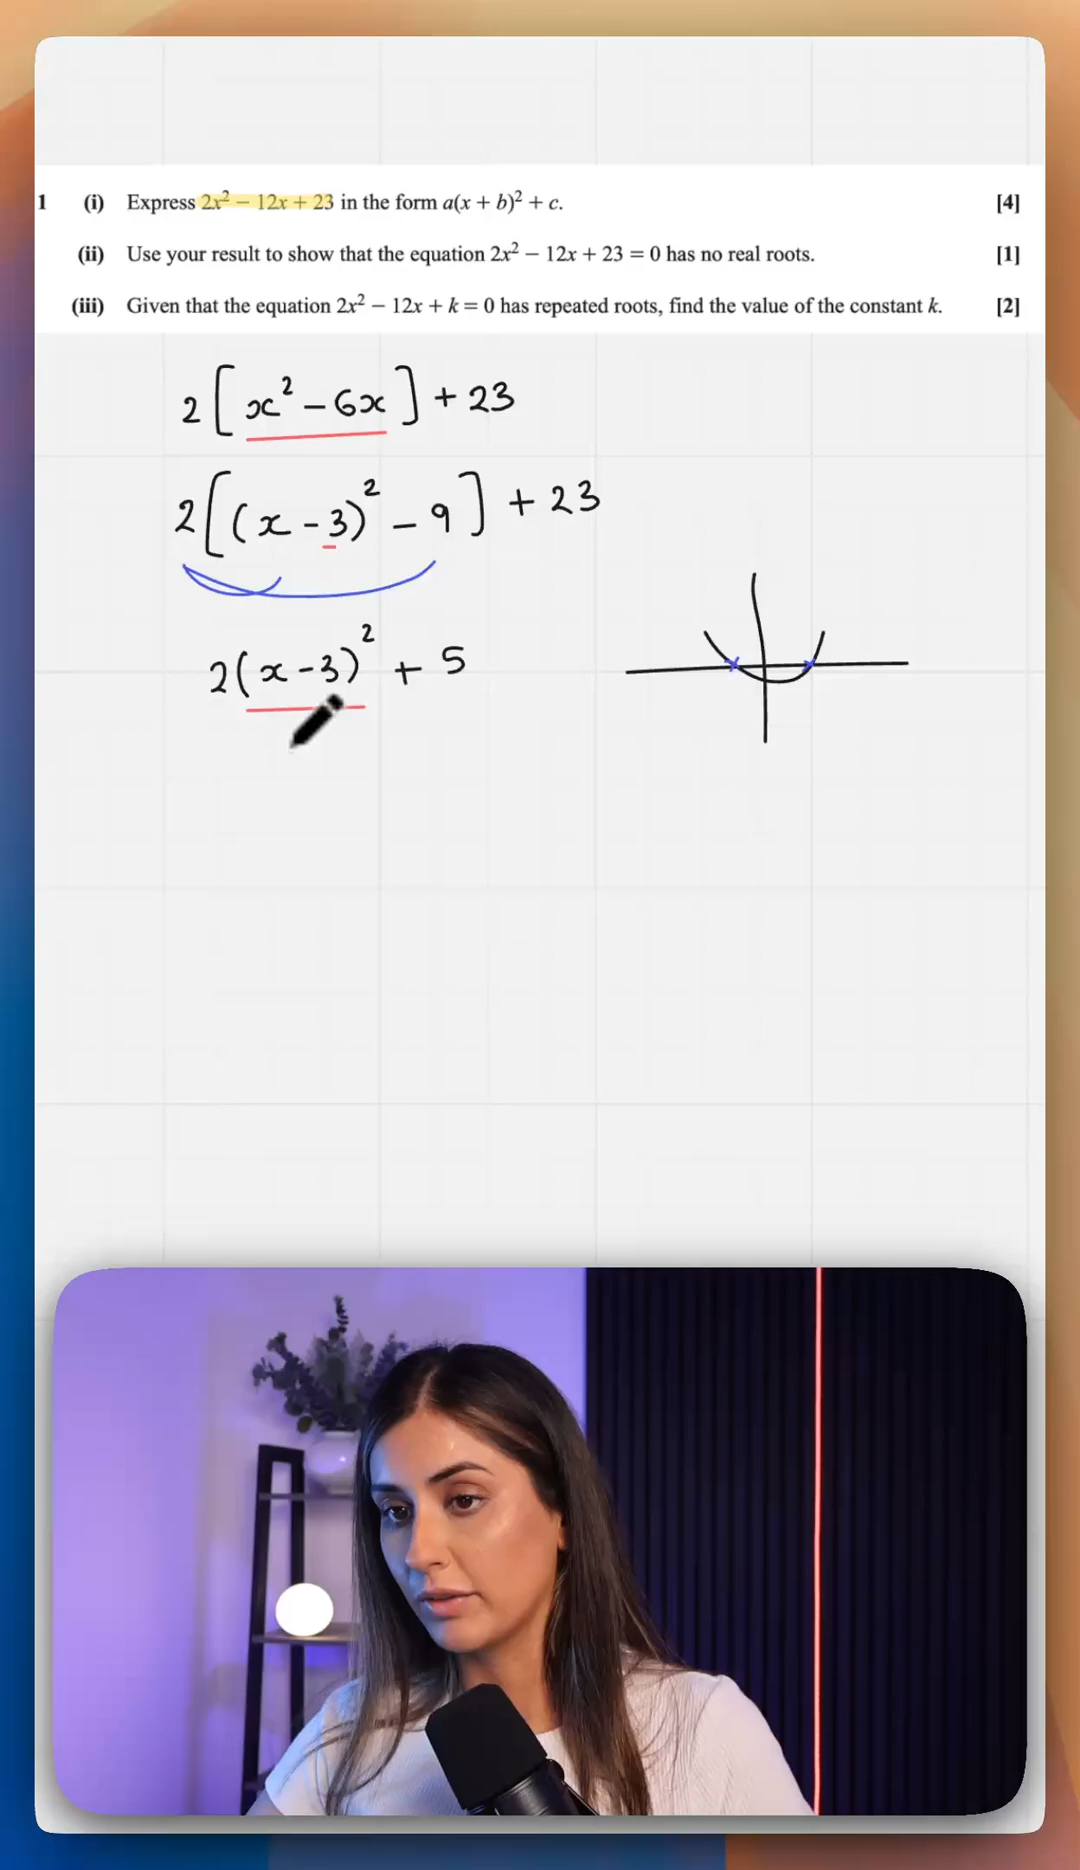 1 (i) Express 2x² − 12x + 23 in the form a(x + b)² + c. [4]
(ii) Use your result to show that the equation 2x² − 12x + 23 = 0 has no real roots. [1]
(iii) Given that the equation 2x² − 12x + k = 0 has repeated roots, find the value of the constant k. [2]
2[x² − 6x] + 23
2[(x − 3)² − 9] + 23
2(x − 3)² + 5